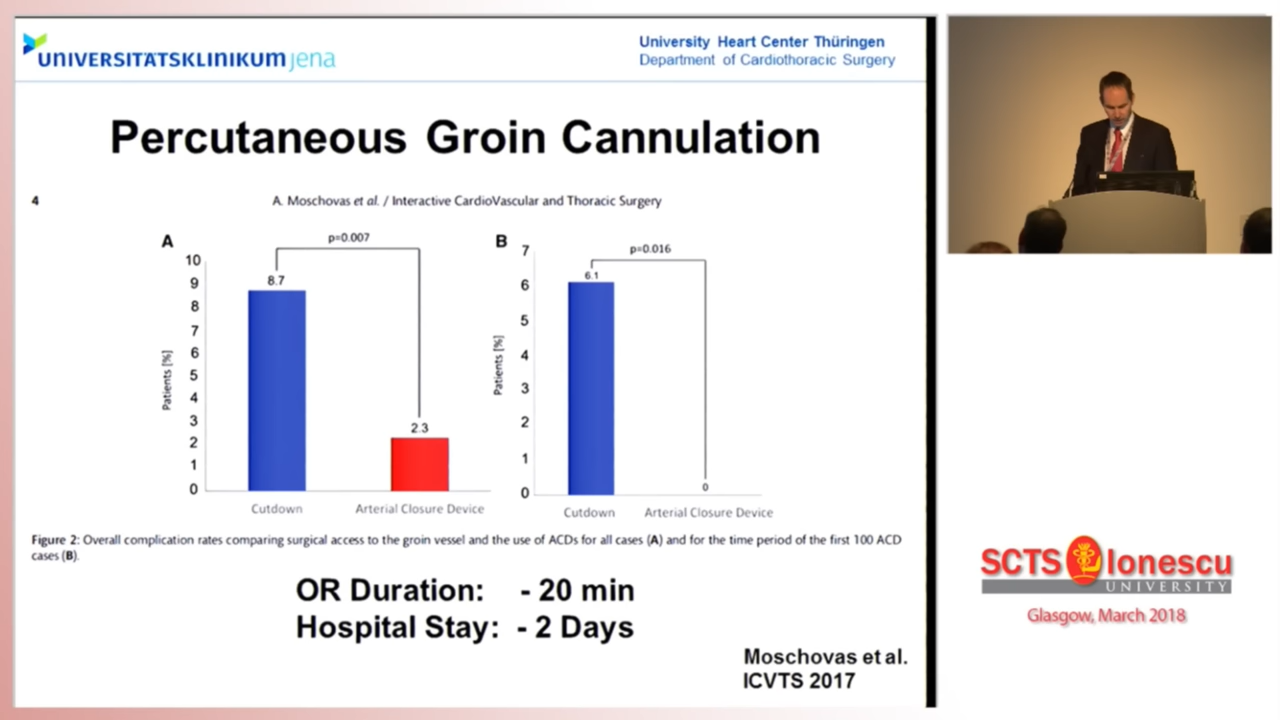 UNIVERSITÄTSKLINIKUM jena
University Heart Center Thüringen
Department of Cardiothoracic Surgery
Percutaneous Groin Cannulation
4
A. Moschovas et al. / Interactive CardioVascular and Thoracic Surgery
A
p=0.007
10
9
8
7
6
5
4
3
2
1
0
Patients [%]
8.7
2.3
Cutdown
Arterial Closure Device
B
p=0.016
7
6
5
4
3
2
1
0
Patients [%]
6.1
0
Cutdown
Arterial Closure Device
Figure 2: Overall complication rates comparing surgical access to the groin vessel and the use of ACDs for all cases (A) and for the time period of the first 100 ACD
cases (B).
OR Duration: - 20 min
Hospital Stay: - 2 Days
Moschovas et al.
ICVTS 2017
SCTS Ionescu
UNIVERSITY
Glasgow, March 2018